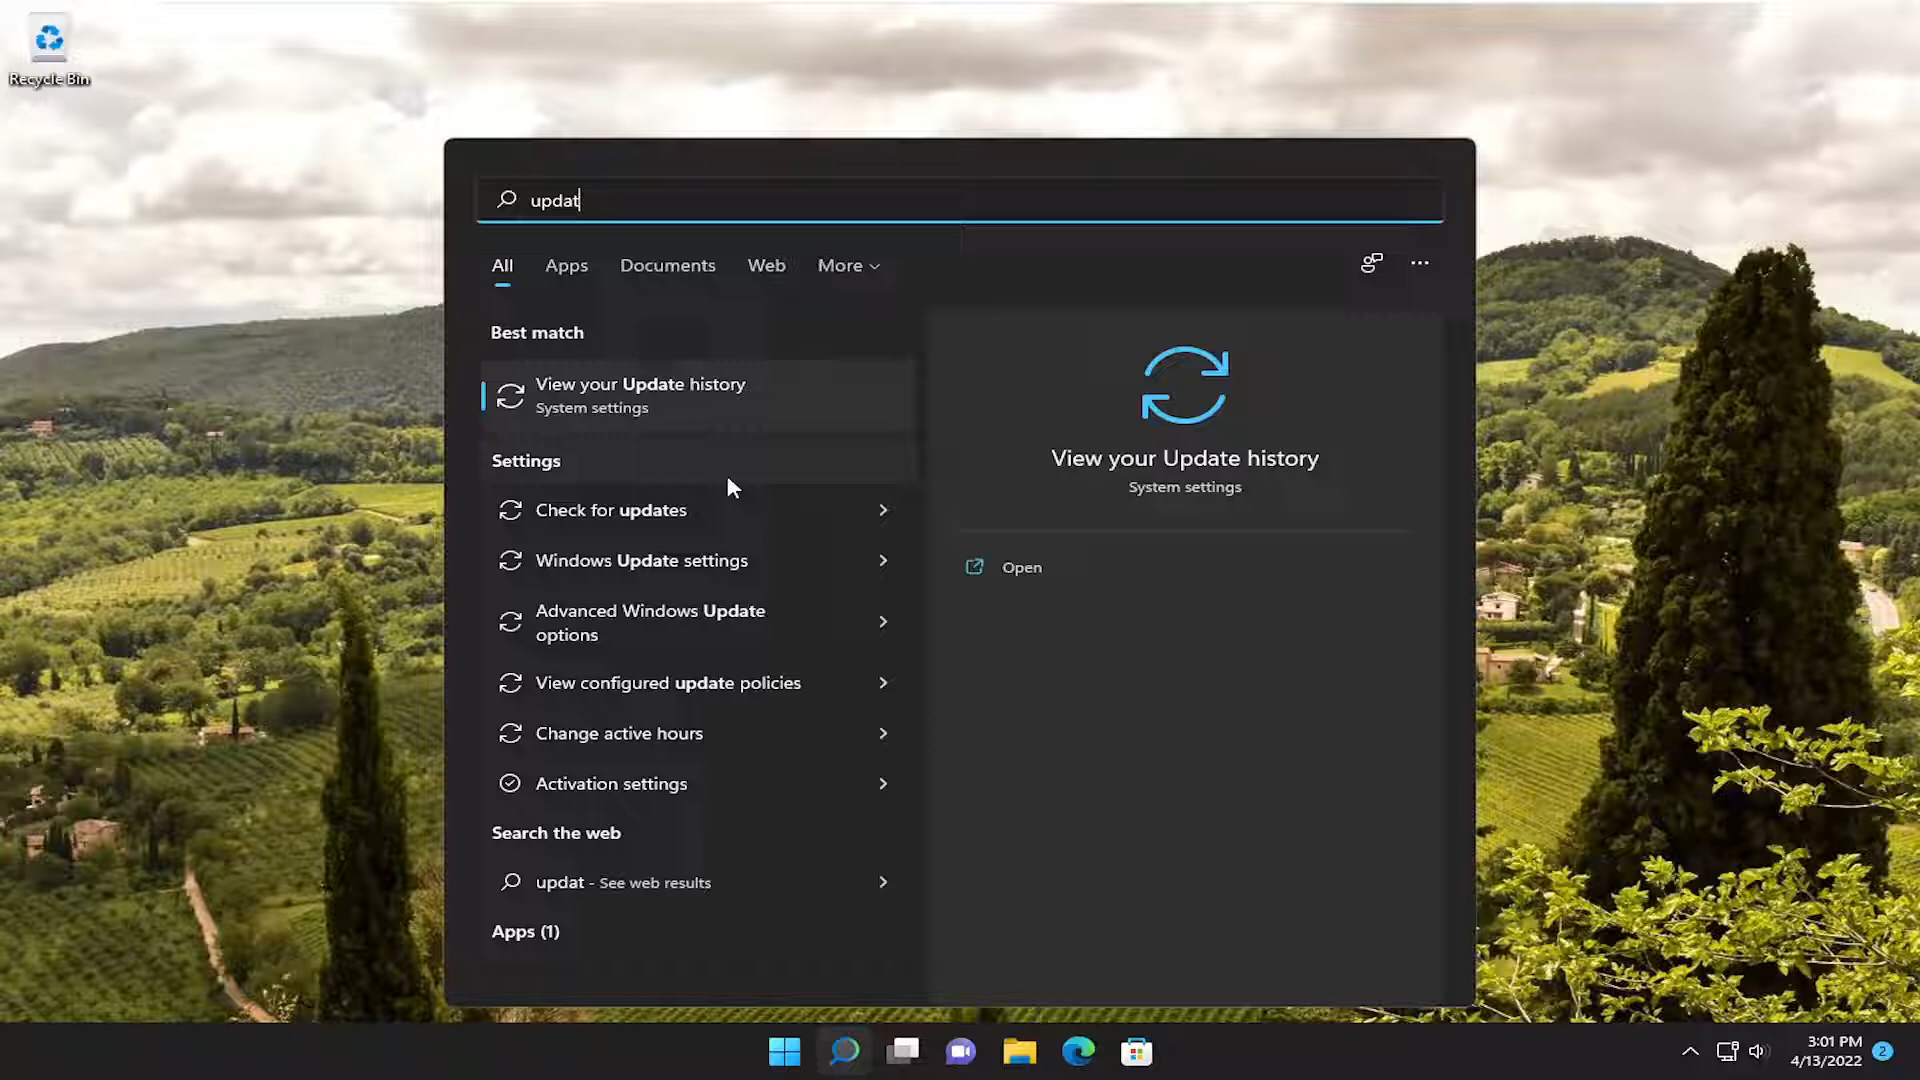 Recycle Bin
updat
All Apps Documents Web More
Best match
View your Update history
System settings
Settings
Check for updates
Windows Update settings
Advanced Windows Update
options
View configured update policies
Change active hours
Activation settings
Search the web
updat - See web results
Apps (1)
View your Update history
System settings
Open
3:01 PM
4/13/2022
2